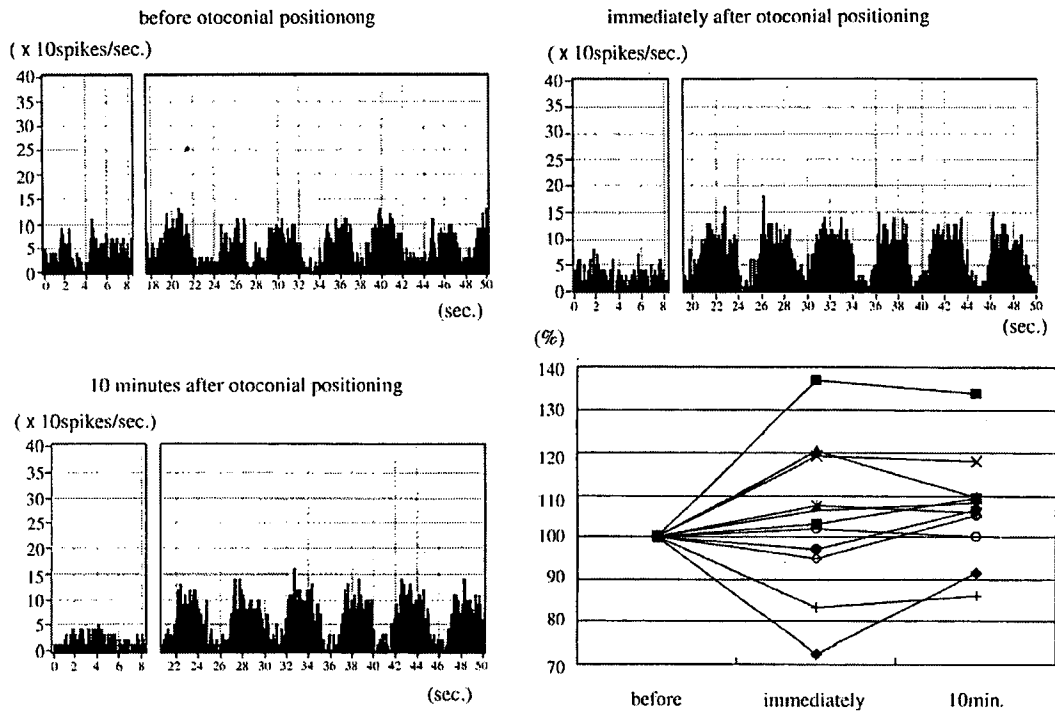 before otoconial positionong
( x 10spikes/sec.)
40
35
30
25
20
15
10
5
0
0 2 4 6 8 18 20 22 24 26 28 30 32 34 36 38 40 42 44 46 48 50
(sec.)
immediately after otoconial positioning
( x 10spikes/sec.)
40
35
30
25
20
15
10
5
0
0 2 4 6 8 20 22 24 26 28 30 32 34 36 38 40 42 44 46 48 50
(sec.)
10 minutes after otoconial positioning
( x 10spikes/sec.)
40
35
30
25
20
15
10
5
0
0 2 4 6 8 22 24 26 28 30 32 34 36 38 40 42 44 46 48 50
(sec.)
(%)
140
130
120
110
100
90
80
70
before immediately 10min.